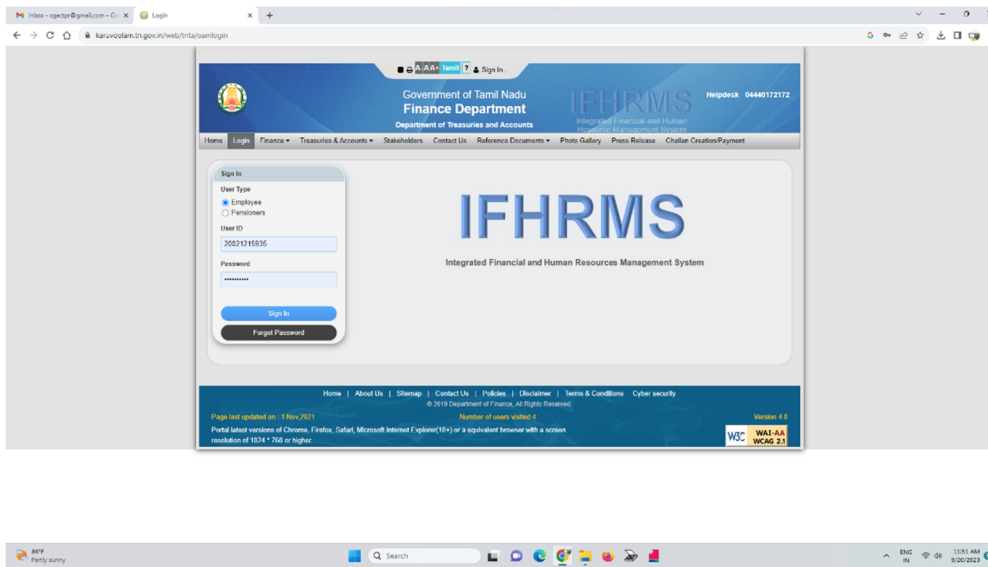 Inbox - cgactpr@gmail.com - Gm
Login
karuvoolam.tn.gov.in/web/tnta/oamlogin
A- A A+ Tamil ? Sign In..
Government of Tamil Nadu
Finance Department
Department of Treasuries and Accounts
IFHRMS
Integrated Financial and Human
Resource Management System
Helpdesk 04440172172
Home Login Finance Treasuries & Accounts Stakeholders Contact Us Reference Documents Photo Gallery Press Release Challan Creation/Payment
Sign In
User Type
Employee
Pensioners
User ID
20021215935
Password
Sign In
Forgot Password
IFHRMS
Integrated Financial and Human Resources Management System
Home | About Us | Sitemap | Contact Us | Policies | Disclaimer | Terms & Conditions Cyber security
© 2019 Department of Finance, All Rights Reserved.
Page last updated on : 1 Nov,2021
Number of users visited 4 :
Version 4.0
Portal latest versions of Chrome, Firefox, Safari, Microsoft Internet Explorer(10+) or a equivalent browser with a screen
resolution of 1024 * 768 or higher
W3C WAI-AA
WCAG 2.1
86°F
Partly sunny
Search
ENG
IN
11:51 AM
9/20/2023